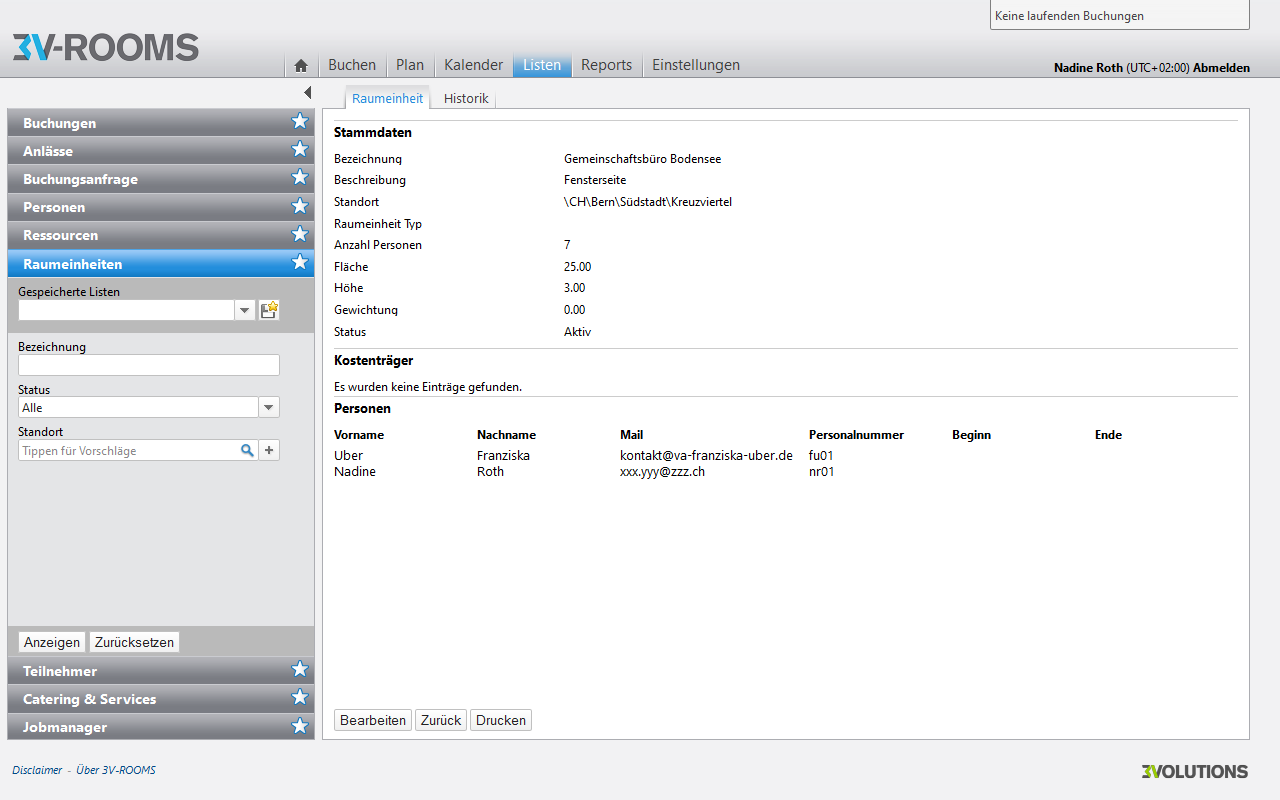 Keine laufenden Buchungen
3V-ROOMS
Buchen Plan Kalender Listen Reports Einstellungen
Nadine Roth (UTC+02:00) Abmelden
Raumeinheit Historik
Buchungen
Anlässe
Buchungsanfrage
Personen
Ressourcen
Raumeinheiten
Gespeicherte Listen
Bezeichnung
Status
Alle
Standort
Tippen für Vorschläge
+
Anzeigen Zurücksetzen
Teilnehmer
Catering & Services
Jobmanager
Stammdaten
Bezeichnung Gemeinschaftsbüro Bodensee
Beschreibung Fensterseite
Standort \CH\Bern\Südstadt\Kreuzviertel
Raumeinheit Typ
Anzahl Personen 7
Fläche 25.00
Höhe 3.00
Gewichtung 0.00
Status Aktiv
Kostenträger
Es wurden keine Einträge gefunden.
Personen
Vorname Nachname Mail Personalnummer Beginn Ende
Uber Franziska kontakt@va-franziska-uber.de fu01
Nadine Roth xxx.yyy@zzz.ch nr01
Bearbeiten Zurück Drucken
Disclaimer - Über 3V-ROOMS
3VOLUTIONS